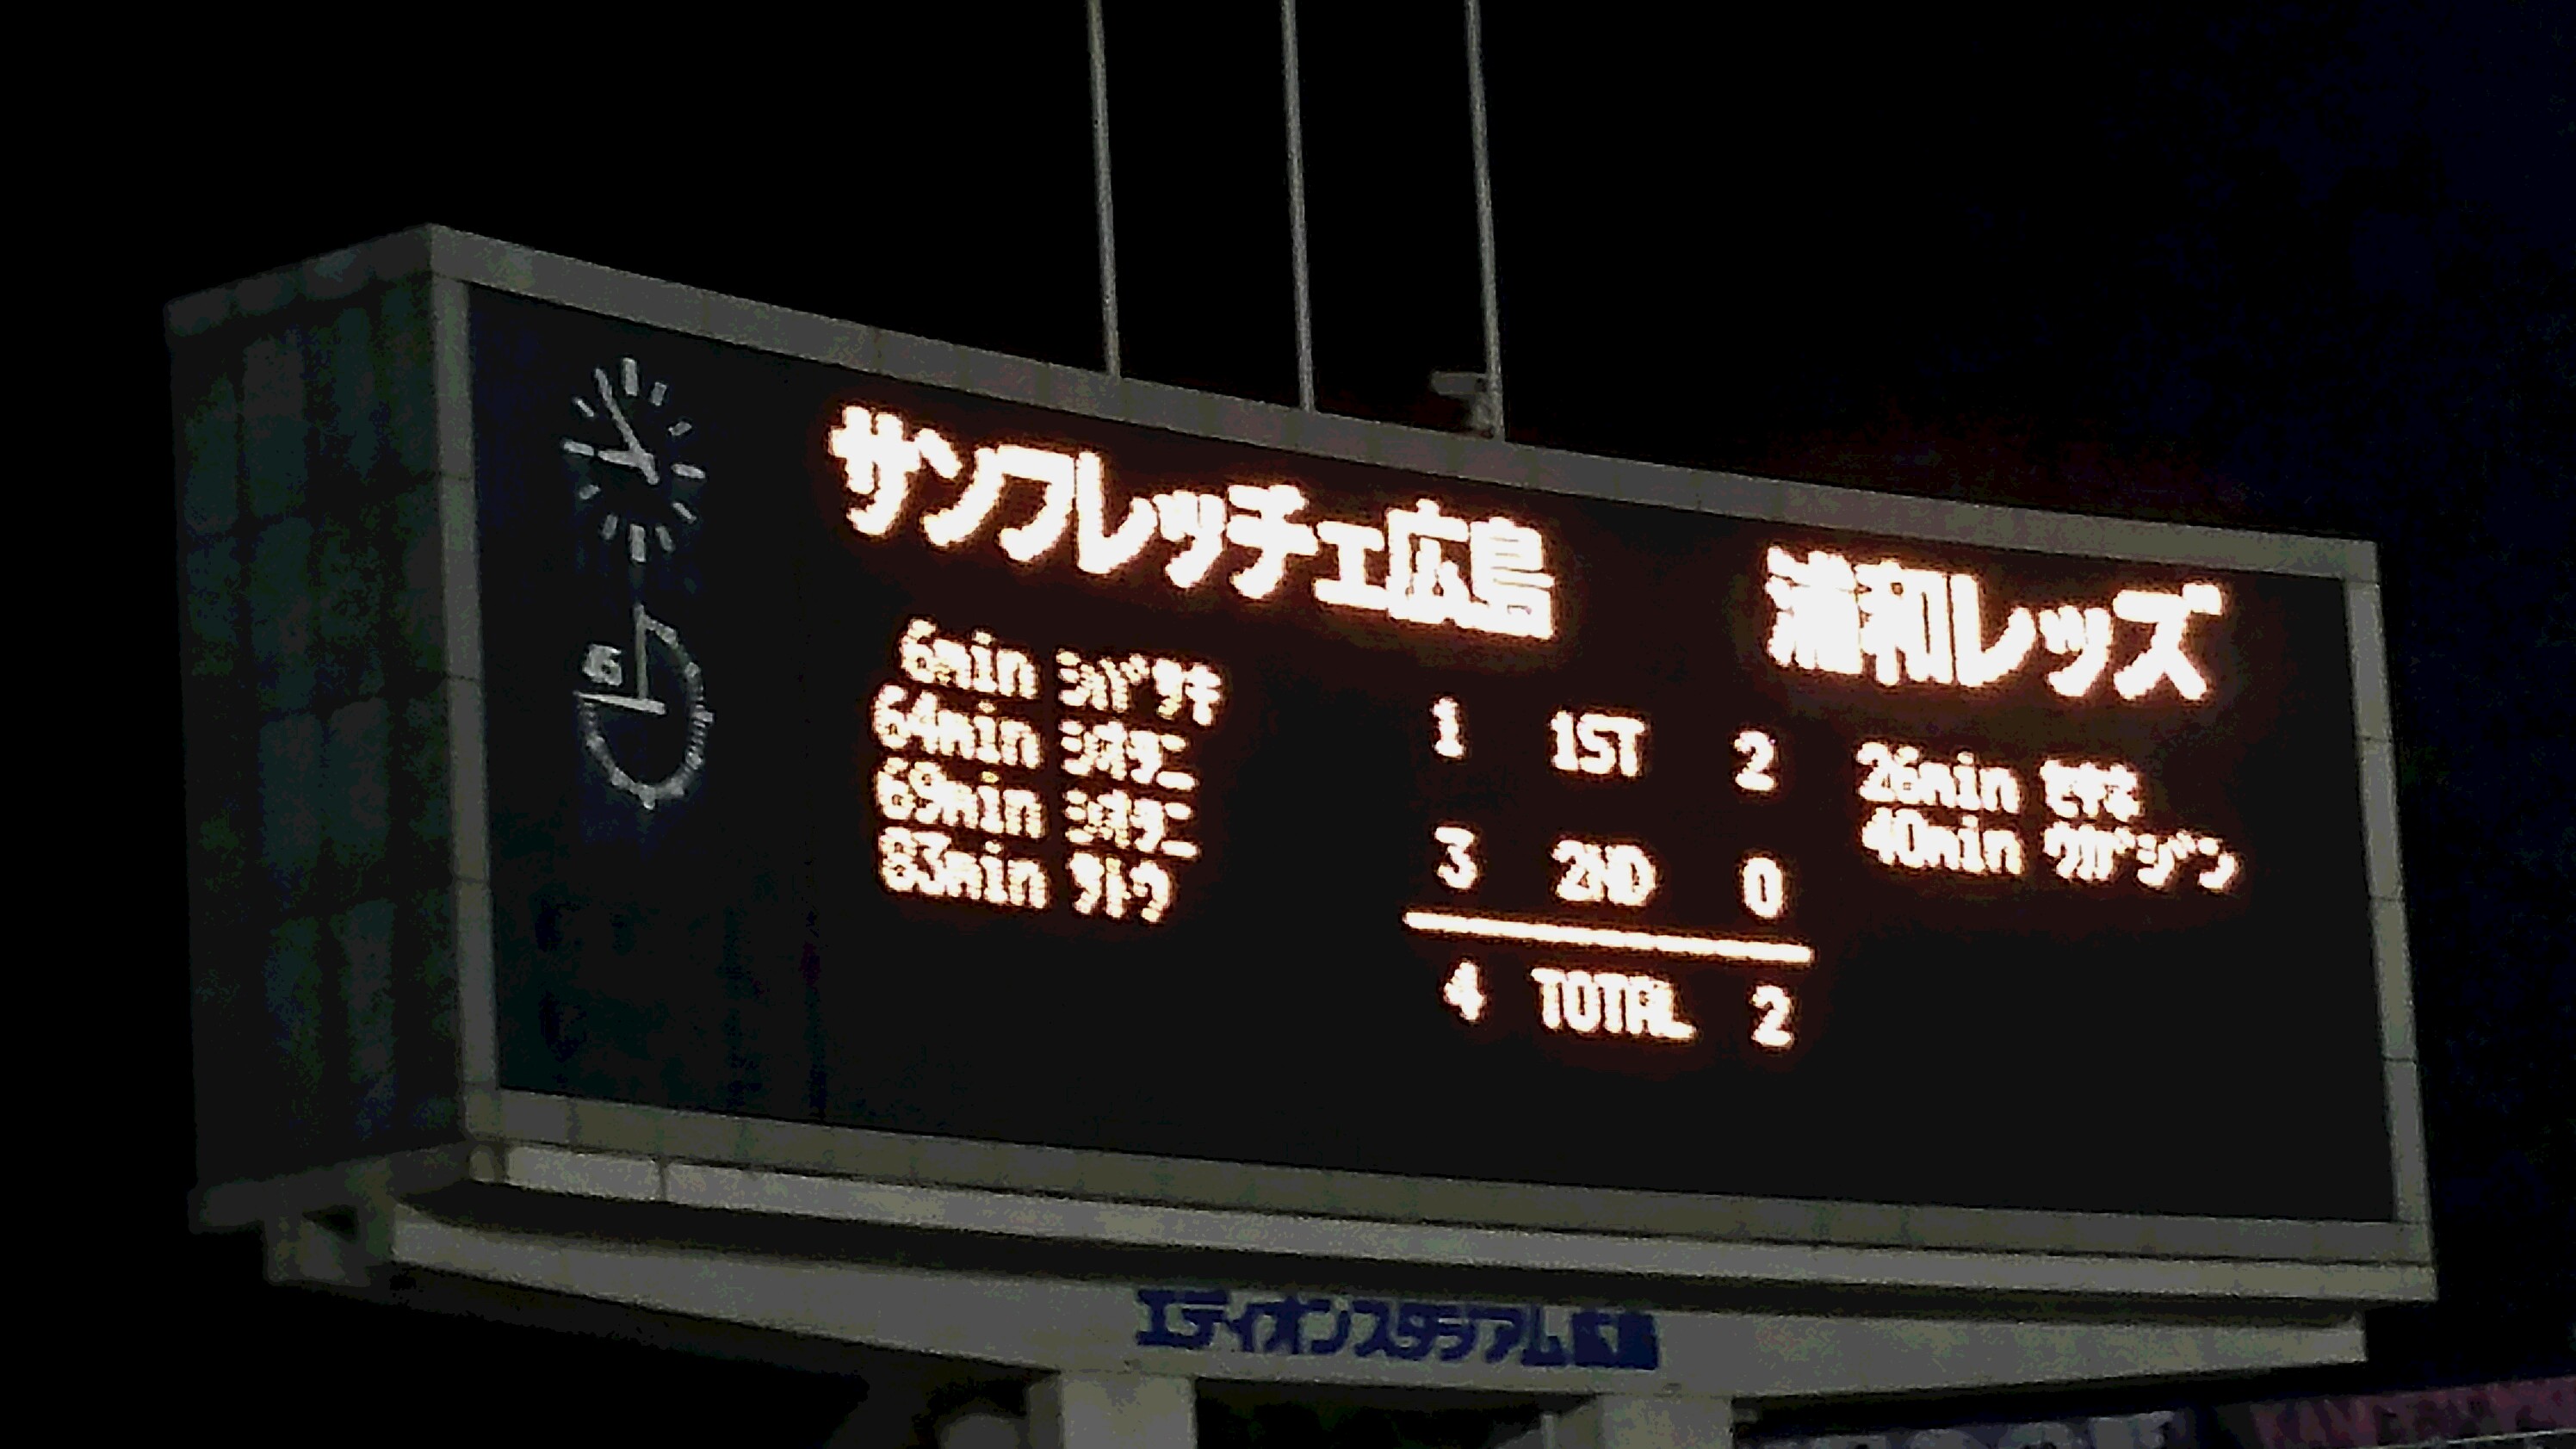 サンフレッチェ広島 浦和レッズ
6min シバサキ
64min シオタニ
69min シオタニ
83min サトウ
1 1ST 2
3 2ND 0
4 TOTAL 2
26min セキネ
40min ウガジン
45
エディオンスタジアム広島